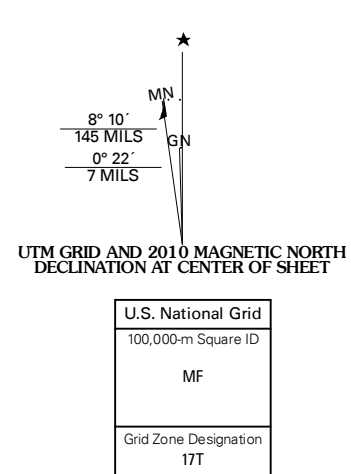 MN
8° 10´
145 MILS
GN
0° 22´
7 MILS
UTM GRID AND 2010 MAGNETIC NORTH
DECLINATION AT CENTER OF SHEET
U.S. National Grid
100,000-m Square ID
MF
Grid Zone Designation
17T